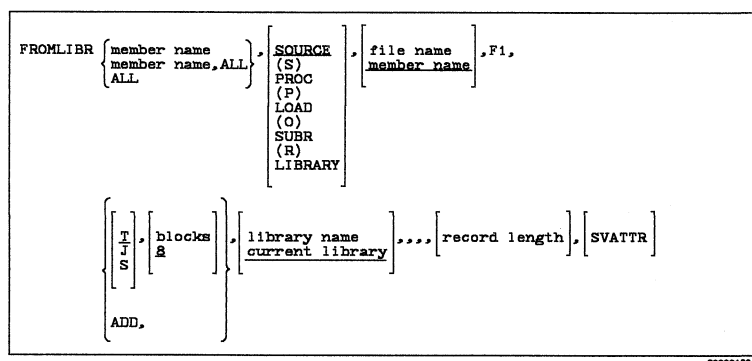 FROMLIBR {member name
member name,ALL
ALL},[SOURCE
(S)
PROC
(P)
LOAD
(O)
SUBR
(R)
LIBRARY],[file name
member name],F1,
{[T
J
S],[blocks
8]
ADD,},[library name
current library],,,,[record length],[SVATTR]